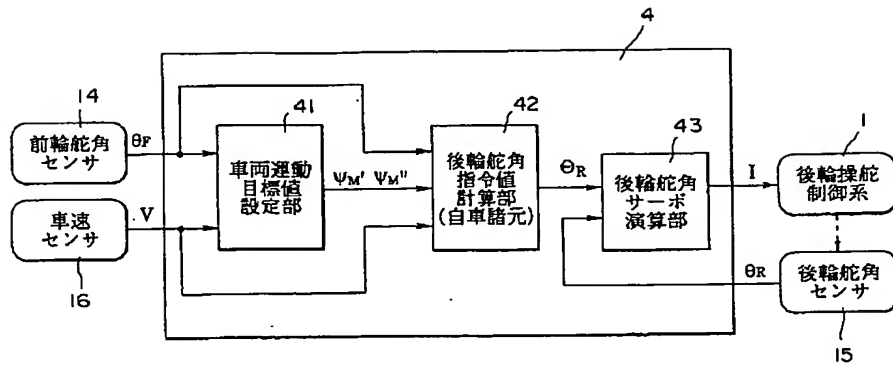 4
14
前輪舵角
センサ
θF
41
車両運動
目標値
設定部
ΨM′ ΨM″
42
後輪舵角
指令値
計算部
(自車諸元)
ΘR
43
後輪舵角
サーボ
演算部
I
1
後輪操舵
制御系
車速
センサ
16
V
θR
後輪舵角
センサ
15